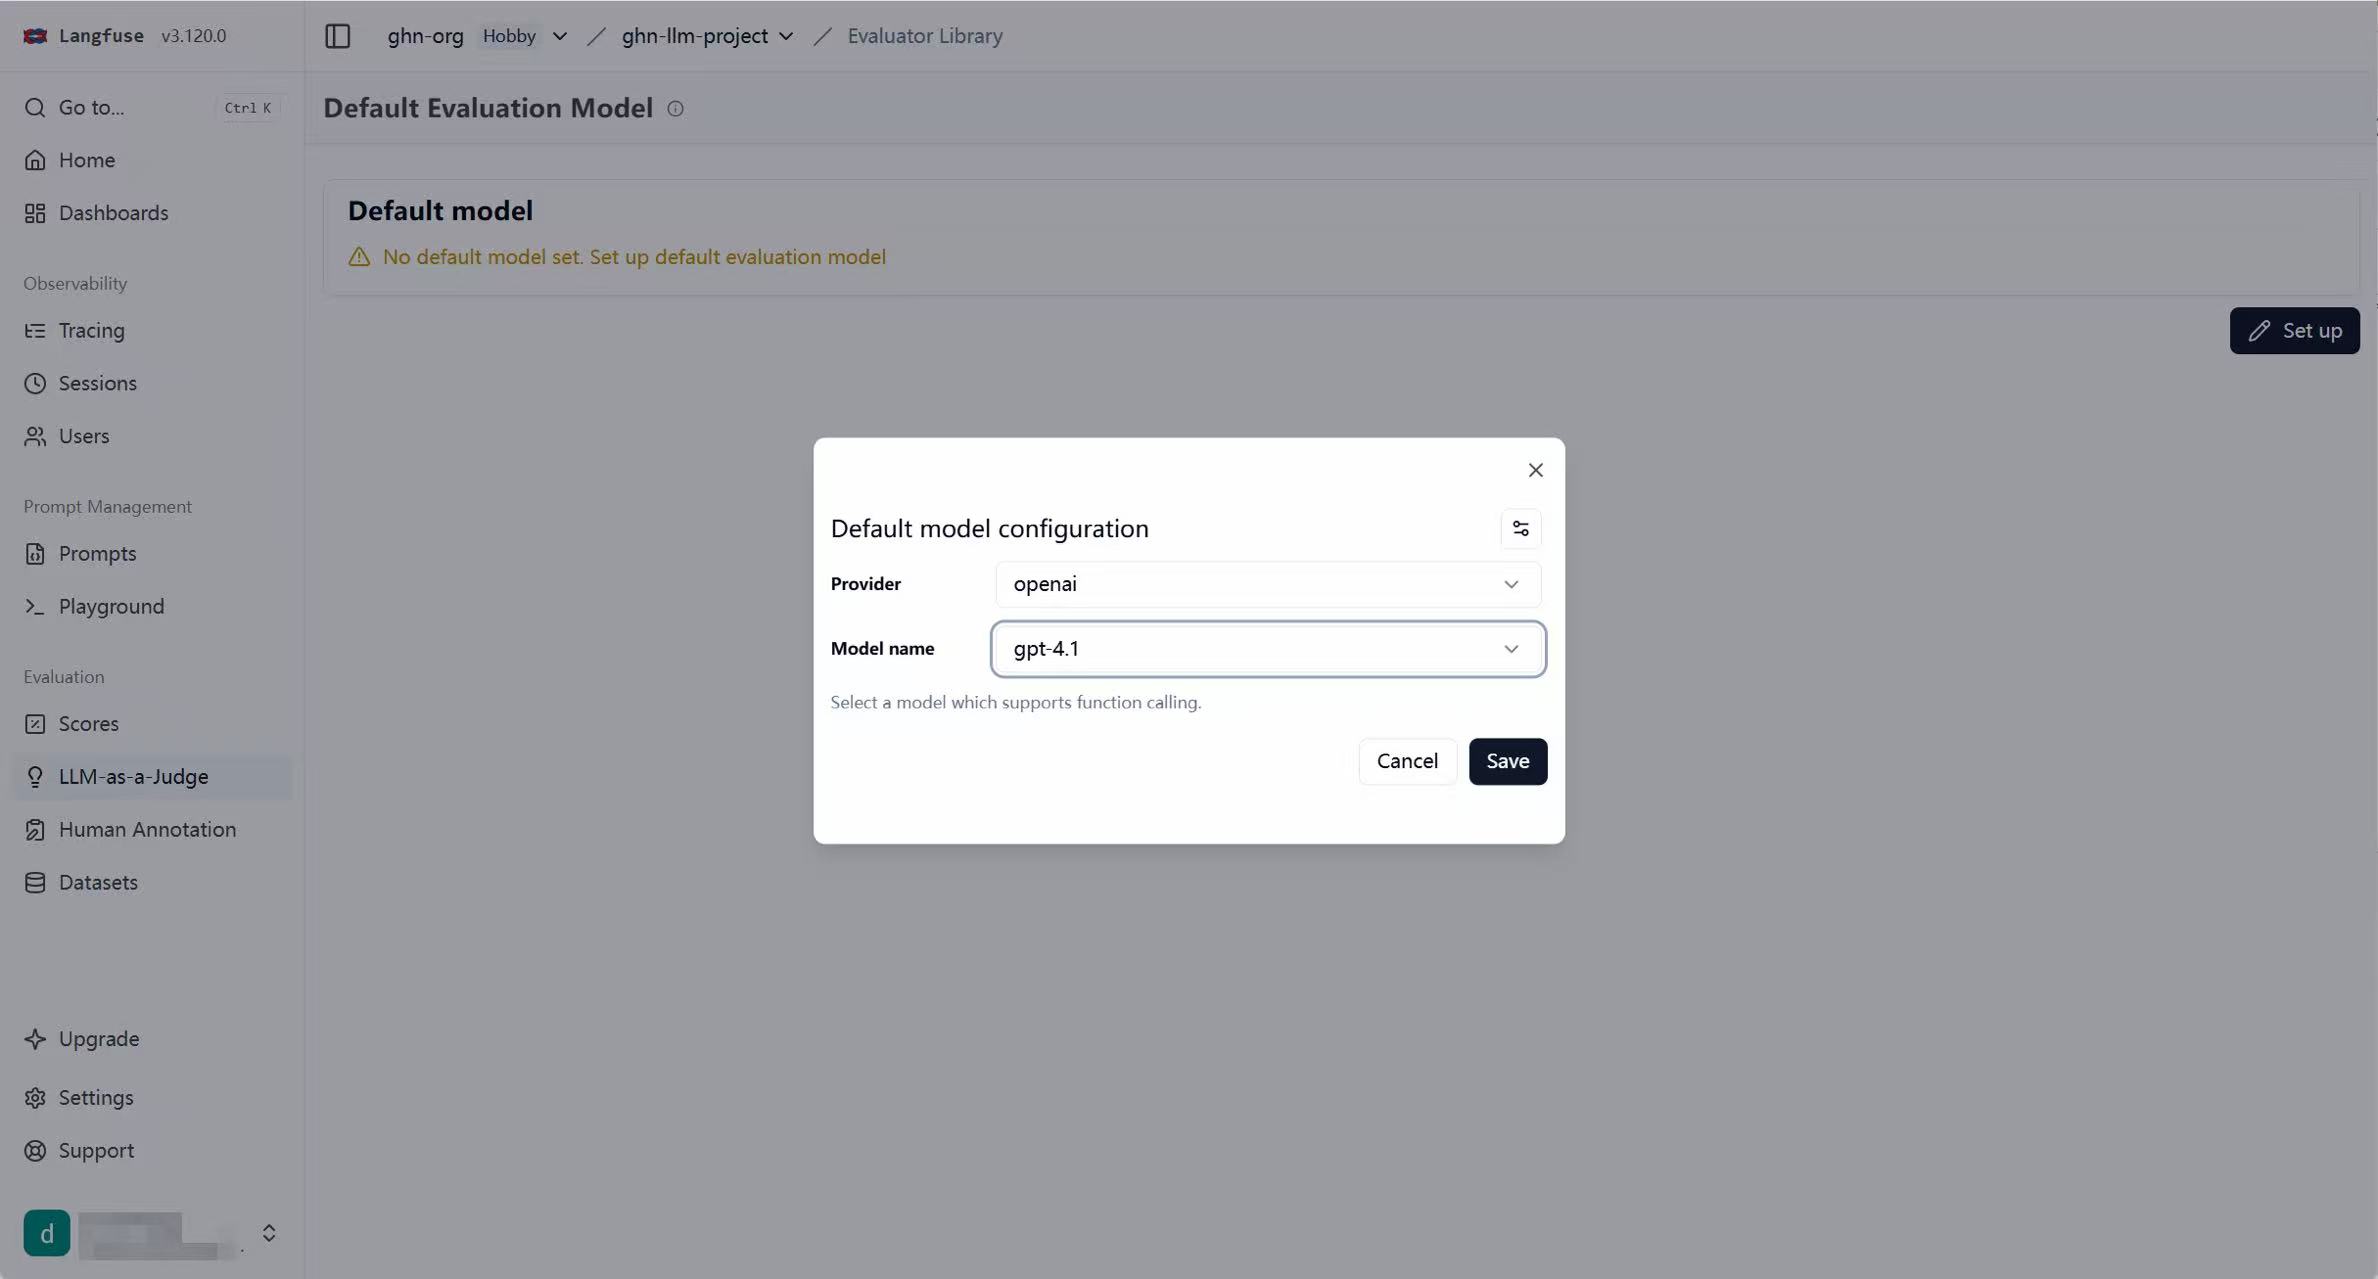 Langfuse v3.120.0
Go to...
Ctrl K
Home
Dashboards
Observability
Tracing
Sessions
Users
Prompt Management
Prompts
Playground
Evaluation
Scores
LLM-as-a-Judge
Human Annotation
Datasets
Upgrade
Settings
Support
d
ghn-org Hobby / ghn-llm-project / Evaluator Library
Default Evaluation Model
Default model
No default model set. Set up default evaluation model
Set up
Default model configuration
Provider
openai
Model name
gpt-4.1
Select a model which supports function calling.
Cancel
Save